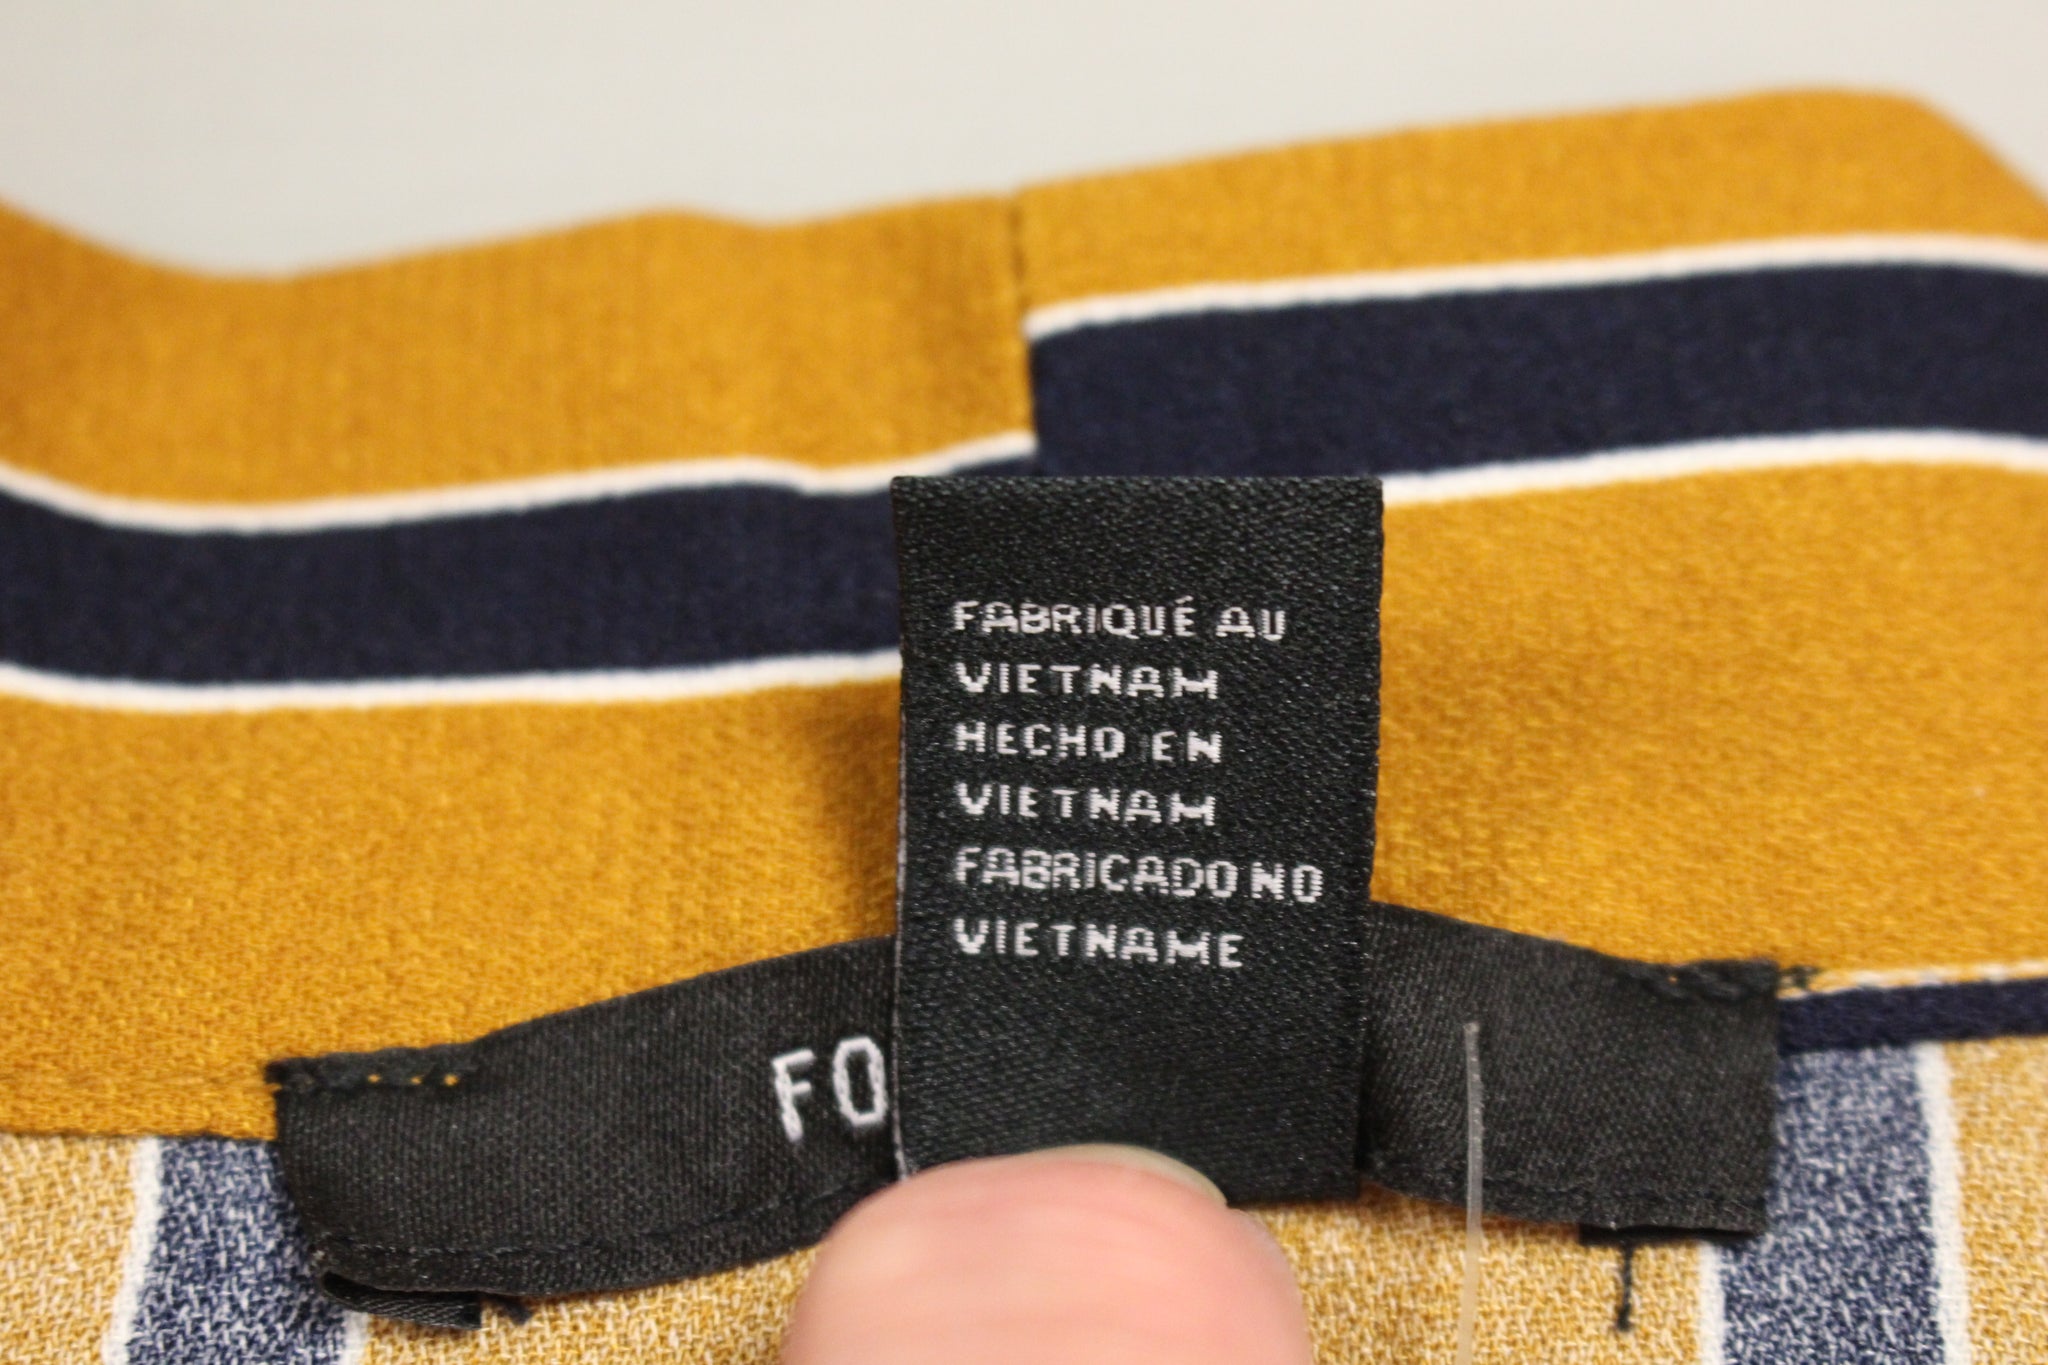 FABRIQUÉ AU
VIETNAM
HECHO EN
VIETNAM
FABRICADO NO
VIETNAME
FO